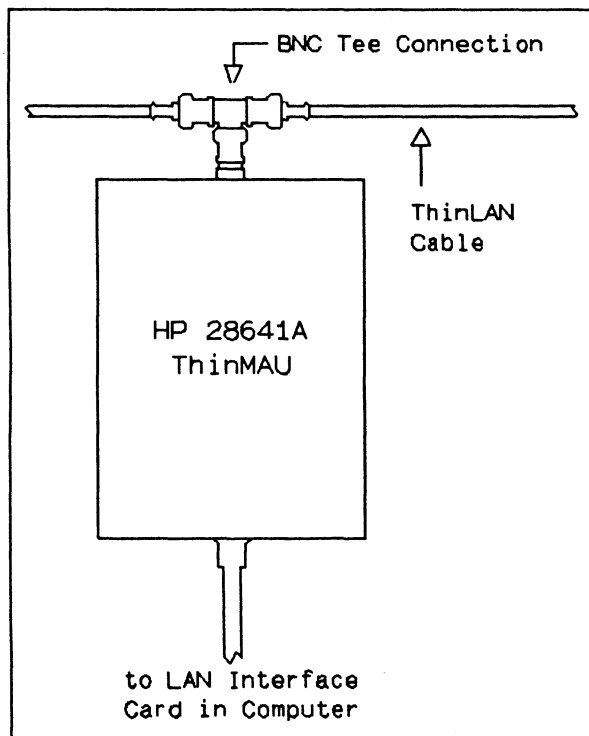 BNC Tee Connection
ThinLAN
Cable
HP 28641A
ThinMAU
to LAN Interface
Card in Computer